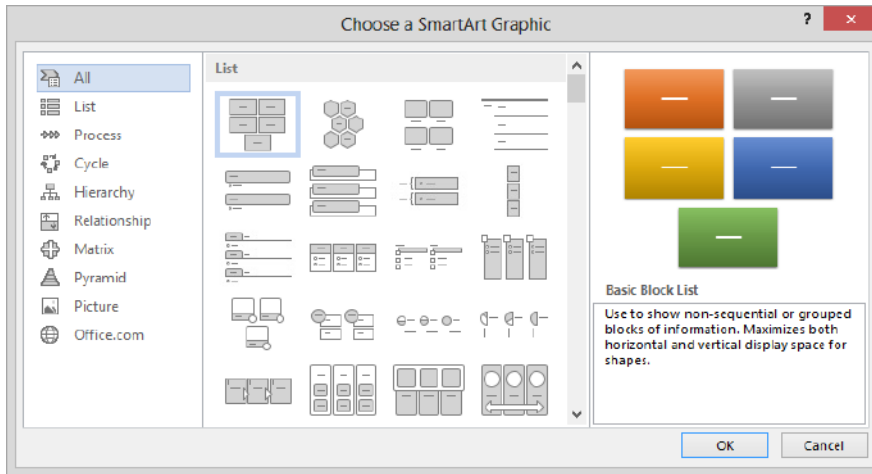 Choose a SmartArt Graphic
?
All
List
Process
Cycle
Hierarchy
Relationship
Matrix
Pyramid
Picture
Office.com
List
Basic Block List
Use to show non-sequential or grouped
blocks of information. Maximizes both
horizontal and vertical display space for
shapes.
OK
Cancel